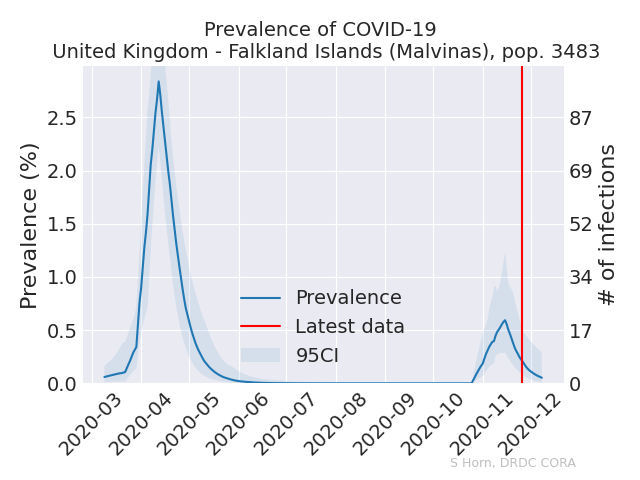 Prevalence of COVID-19
United Kingdom - Falkland Islands (Malvinas), pop. 3483
Prevalence (%)
2.5
2.0
1.5
1.0
0.5
0.0
87
69
52
34
17
0
# of infections
Prevalence
Latest data
95CI
2020-03
2020-04
2020-05
2020-06
2020-07
2020-08
2020-09
2020-10
2020-11
2020-12
S Horn, DRDC CORA